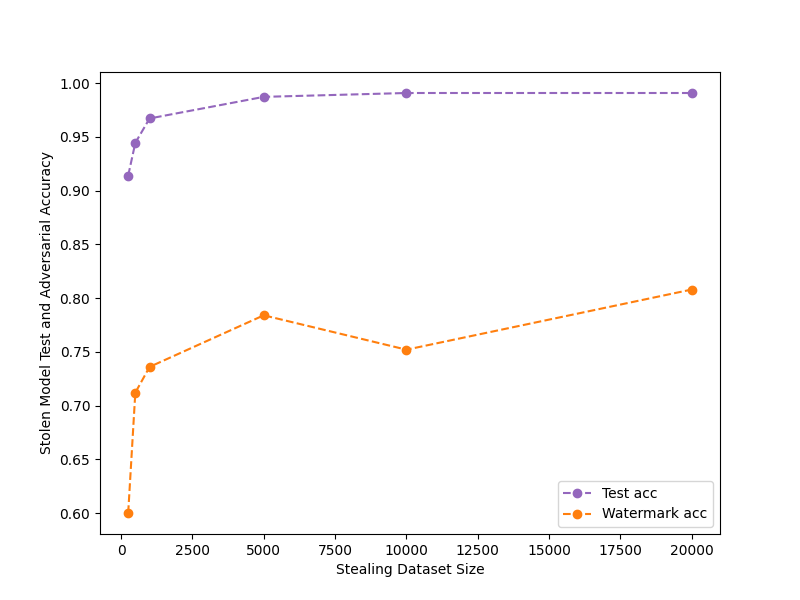 1.00
0.95
0.90
0.85
0.80
0.75
0.70
0.65
0.60
Stolen Model Test and Adversarial Accuracy
Test acc
Watermark acc
0 2500 5000 7500 10000 12500 15000 17500 20000
Stealing Dataset Size